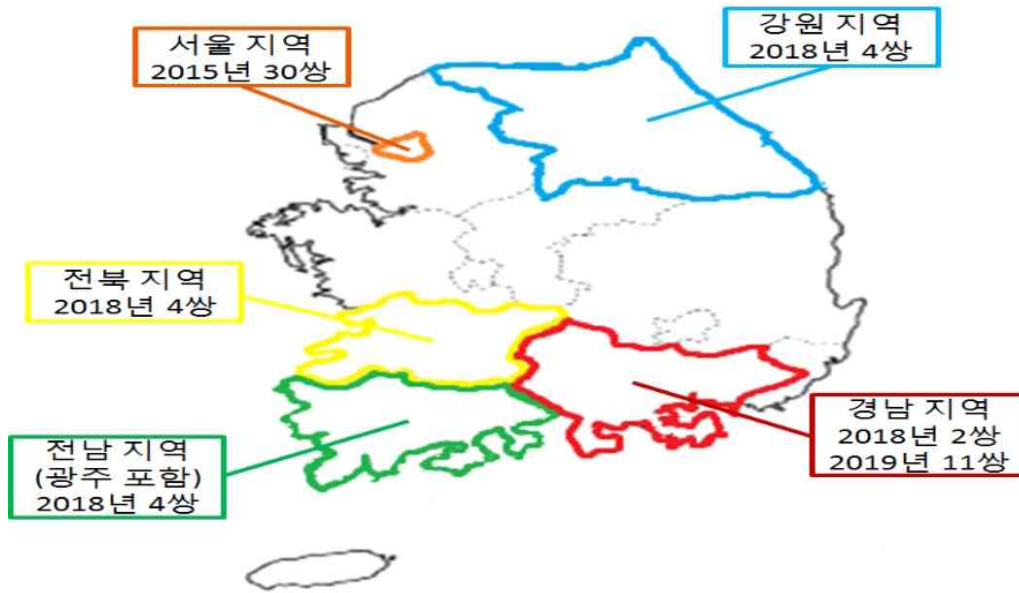 서울 지역
2015년 30쌍
강원 지역
2018년 4쌍
전북 지역
2018년 4쌍
경남 지역
2018년 2쌍
2019년 11쌍
전남 지역
(광주 포함)
2018년 4쌍